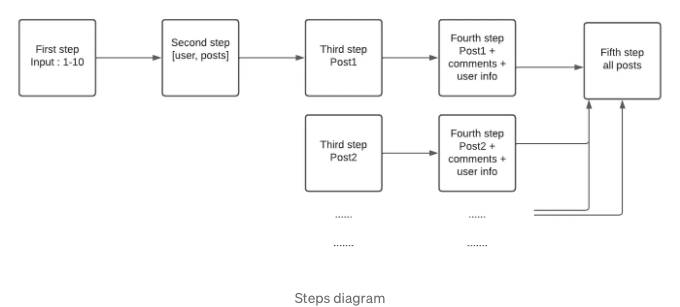 First step
Input : 1-10
Second step
[user, posts]
Third step
Post1
Fourth step
Post1 +
comments +
user info
Fifth step
all posts
Third step
Post2
Fourth step
Post2 +
comments +
user info
......
......
.......
.......
Steps diagram